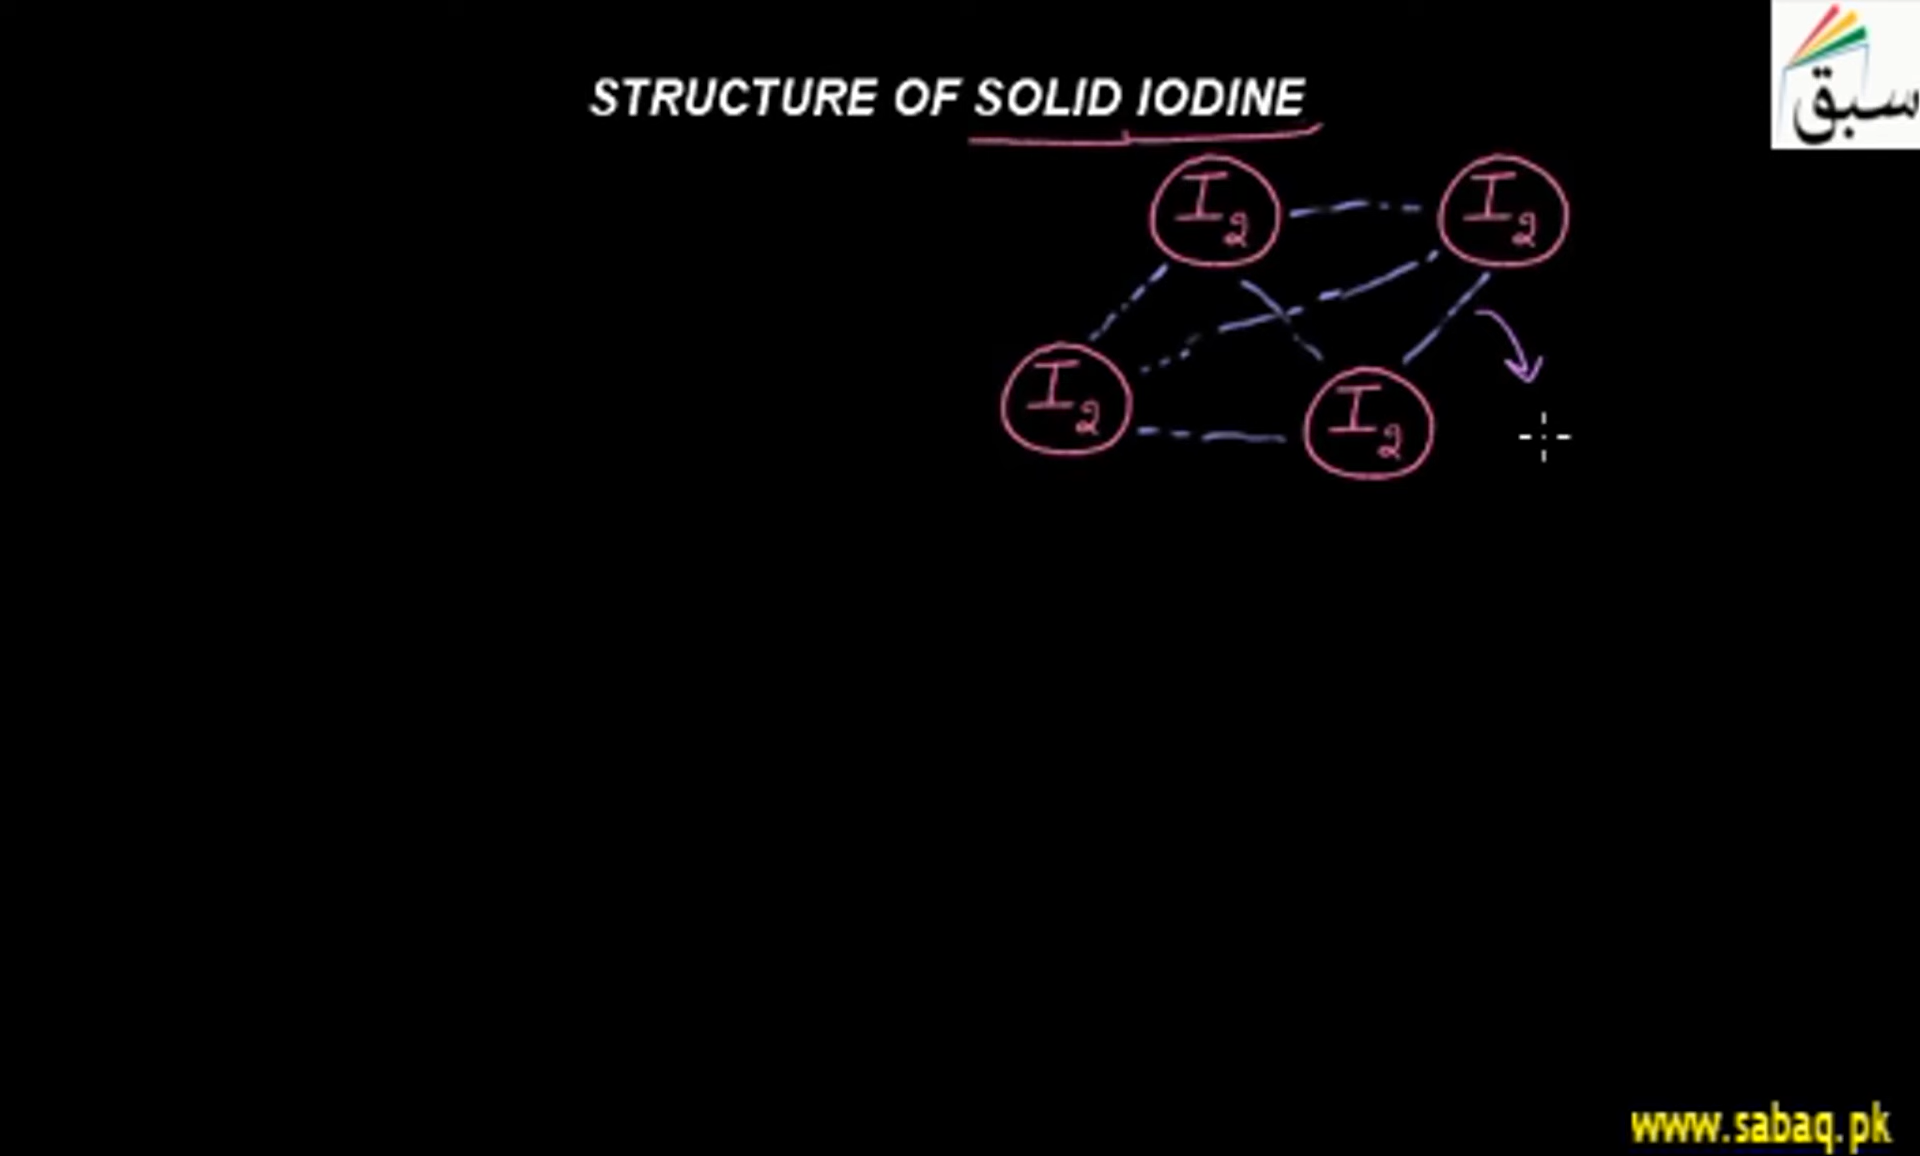 سبق
STRUCTURE OF SOLID IODINE
I₂ I₂
I₂ I₂
www.sabaq.pk